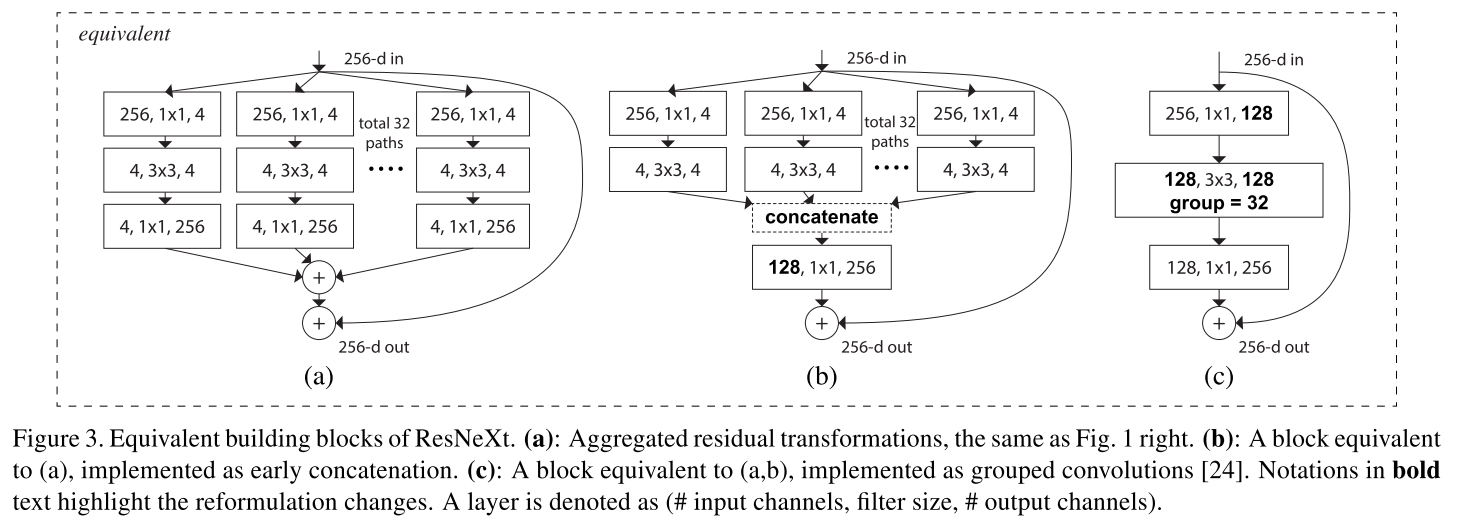 equivalent
256-d in
256, 1x1, 4
256, 1x1, 4
total 32
paths
256, 1x1, 4
4, 3x3, 4
4, 3x3, 4
....
4, 3x3, 4
4, 1x1, 256
4, 1x1, 256
4, 1x1, 256
+
+
256-d out
(a)
256-d in
256, 1x1, 4
256, 1x1, 4
total 32
paths
256, 1x1, 4
4, 3x3, 4
4, 3x3, 4
....
4, 3x3, 4
concatenate
128, 1x1, 256
+
256-d out
(b)
256-d in
256, 1x1, 128
128, 3x3, 128
group = 32
128, 1x1, 256
+
256-d out
(c)
Figure 3. Equivalent building blocks of ResNeXt. (a): Aggregated residual transformations, the same as Fig. 1 right. (b): A block equivalent
to (a), implemented as early concatenation. (c): A block equivalent to (a,b), implemented as grouped convolutions [24]. Notations in bold
text highlight the reformulation changes. A layer is denoted as (# input channels, filter size, # output channels).